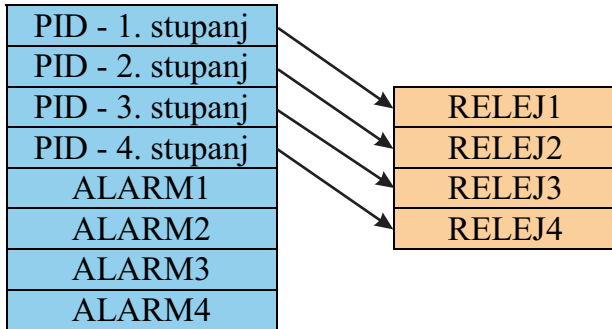 PID - 1. stupanj
PID - 2. stupanj
PID - 3. stupanj
PID - 4. stupanj
ALARM1
ALARM2
ALARM3
ALARM4
RELEJ1
RELEJ2
RELEJ3
RELEJ4